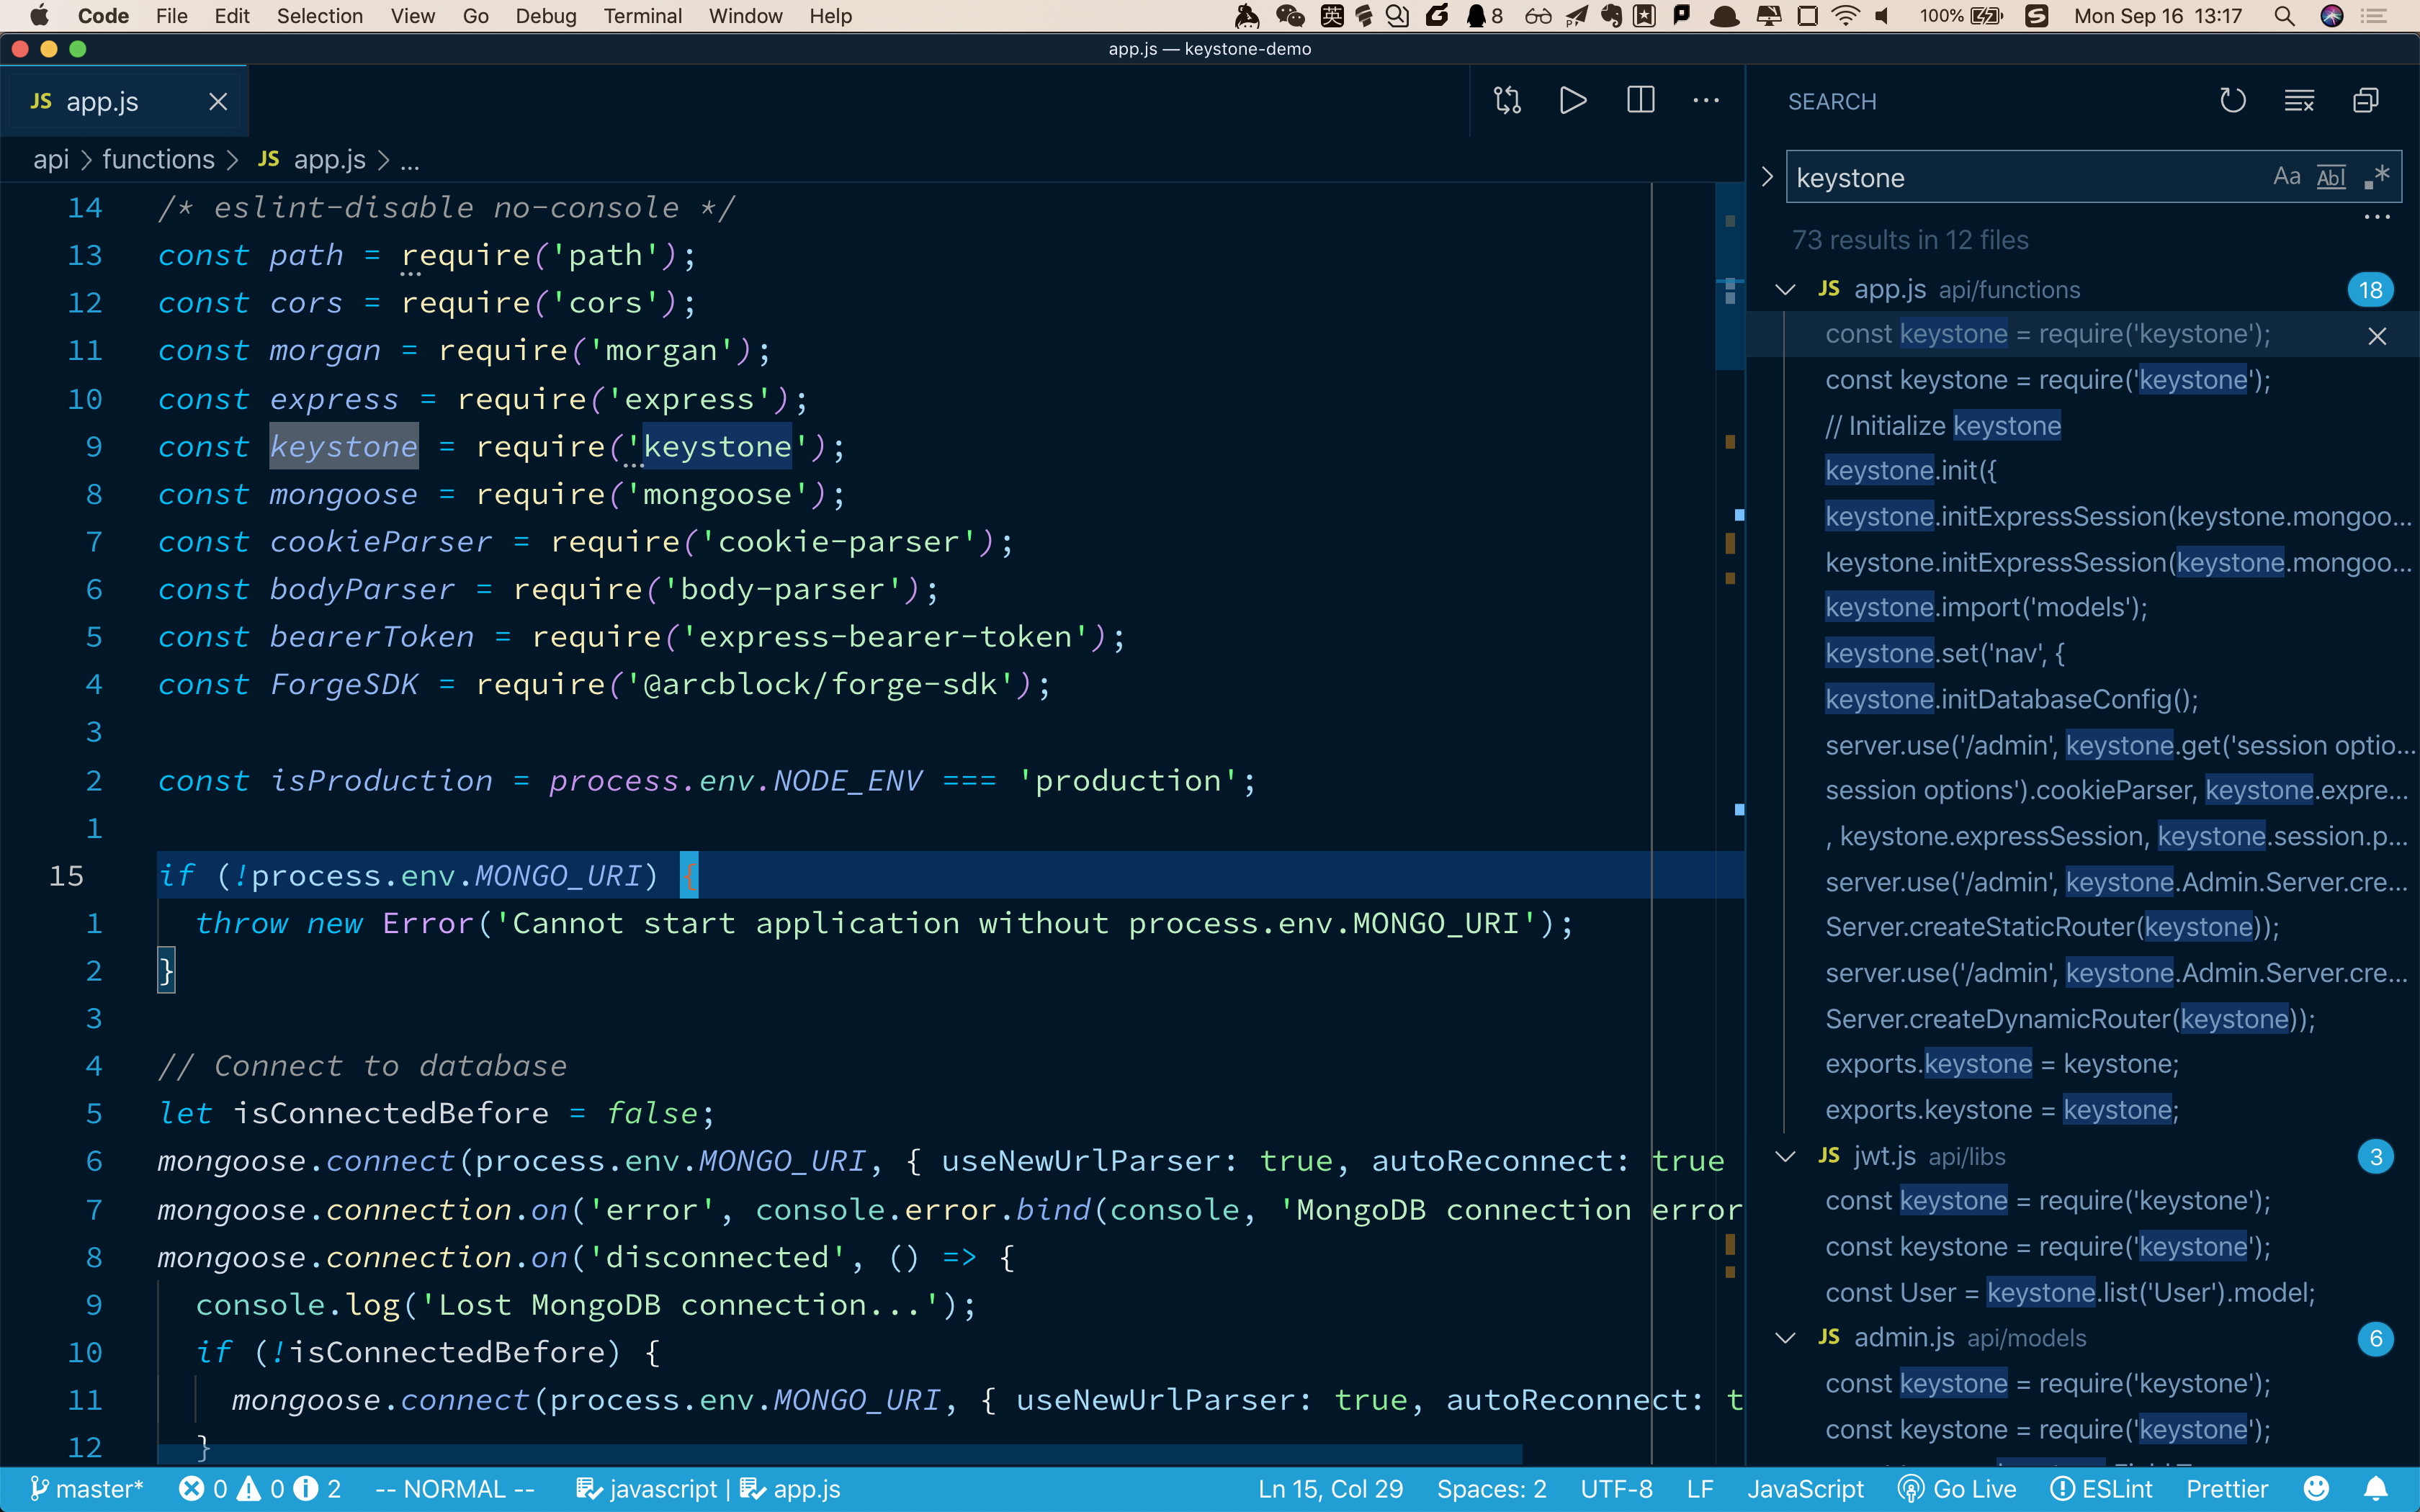 Code File Edit Selection View Go Debug Terminal Window Help 英 8 100% Mon Sep 16 13:17
app.js — keystone-demo
JS app.js
api > functions > JS app.js > ...
14 /* eslint-disable no-console */
13 const path = require('path');
12 const cors = require('cors');
11 const morgan = require('morgan');
10 const express = require('express');
9 const keystone = require('keystone');
8 const mongoose = require('mongoose');
7 const cookieParser = require('cookie-parser');
6 const bodyParser = require('body-parser');
5 const bearerToken = require('express-bearer-token');
4 const ForgeSDK = require('@arcblock/forge-sdk');
3
2 const isProduction = process.env.NODE_ENV === 'production';
1
15 if (!process.env.MONGO_URI) {
1 throw new Error('Cannot start application without process.env.MONGO_URI');
2 }
3
4 // Connect to database
5 let isConnectedBefore = false;
6 mongoose.connect(process.env.MONGO_URI, { useNewUrlParser: true, autoReconnect: true
7 mongoose.connection.on('error', console.error.bind(console, 'MongoDB connection error
8 mongoose.connection.on('disconnected', () => {
9 console.log('Lost MongoDB connection...');
10 if (!isConnectedBefore) {
11 mongoose.connect(process.env.MONGO_URI, { useNewUrlParser: true, autoReconnect: t
12 }
SEARCH
keystone Aa Abl .*
...
73 results in 12 files
JS app.js api/functions 18
const keystone = require('keystone');
const keystone = require('keystone');
// Initialize keystone
keystone.init({
keystone.initExpressSession(keystone.mongoo...
keystone.initExpressSession(keystone.mongoo...
keystone.import('models');
keystone.set('nav', {
keystone.initDatabaseConfig();
server.use('/admin', keystone.get('session optio...
session options').cookieParser, keystone.expre...
, keystone.expressSession, keystone.session.p...
server.use('/admin', keystone.Admin.Server.cre...
Server.createStaticRouter(keystone));
server.use('/admin', keystone.Admin.Server.cre...
Server.createDynamicRouter(keystone));
exports.keystone = keystone;
exports.keystone = keystone;
JS jwt.js api/libs 3
const keystone = require('keystone');
const keystone = require('keystone');
const User = keystone.list('User').model;
JS admin.js api/models 6
const keystone = require('keystone');
const keystone = require('keystone');
master* 0 0 2 -- NORMAL -- javascript | app.js Ln 15, Col 29 Spaces: 2 UTF-8 LF JavaScript Go Live ESLint Prettier